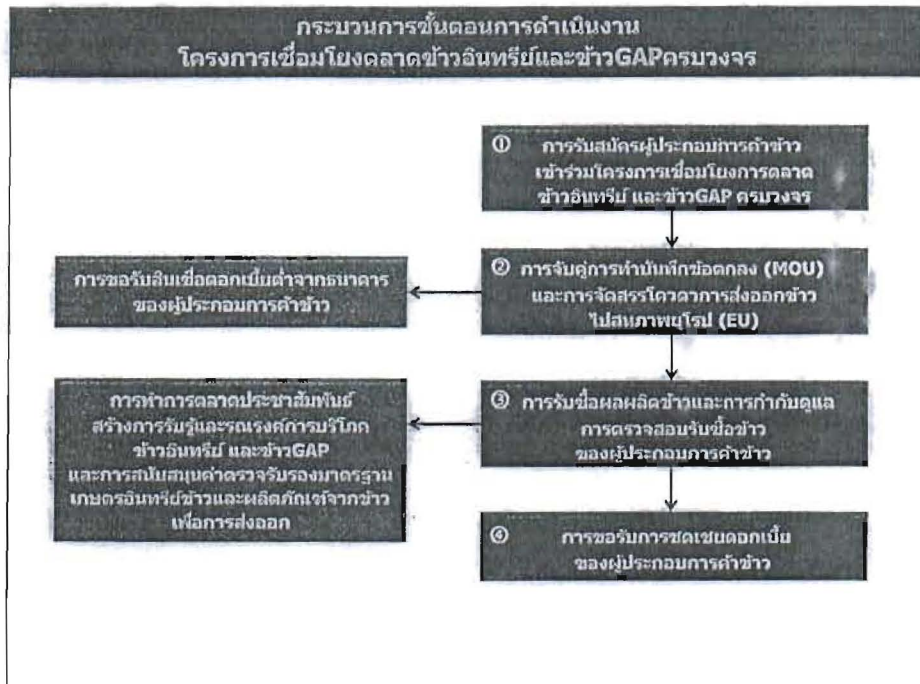 กระบวนการขั้นตอนการดำเนินงาน
โครงการเชื่อมโยงตลาดข้าวอินทรีย์และข้าวGAPครบวงจร
① การรับสมัครผู้ประกอบการค้าข้าว
เข้าร่วมโครงการเชื่อมโยงการตลาด
ข้าวอินทรีย์ และข้าวGAP ครบวงจร
② การจับคู่การทำบันทึกข้อตกลง (MOU)
และการจัดสรรโควตาการส่งออกข้าว
ไปสหภาพยุโรป (EU)
การขอรับสินเชื่อดอกเบี้ยต่ำจากธนาคาร
ของผู้ประกอบการค้าข้าว
③ การรับซื้อผลผลิตข้าวและการกำกับดูแล
การตรวจสอบรับซื้อข้าว
ของผู้ประกอบการค้าข้าว
การทำการตลาดประชาสัมพันธ์
สร้างการรับรู้และรณรงค์การบริโภค
ข้าวอินทรีย์ และข้าวGAP
และการสนับสนุนค่าตรวจรับรองมาตรฐาน
เกษตรอินทรีย์ข้าวและผลิตภัณฑ์จากข้าว
เพื่อการส่งออก
④ การขอรับการชดเชยดอกเบี้ย
ของผู้ประกอบการค้าข้าว